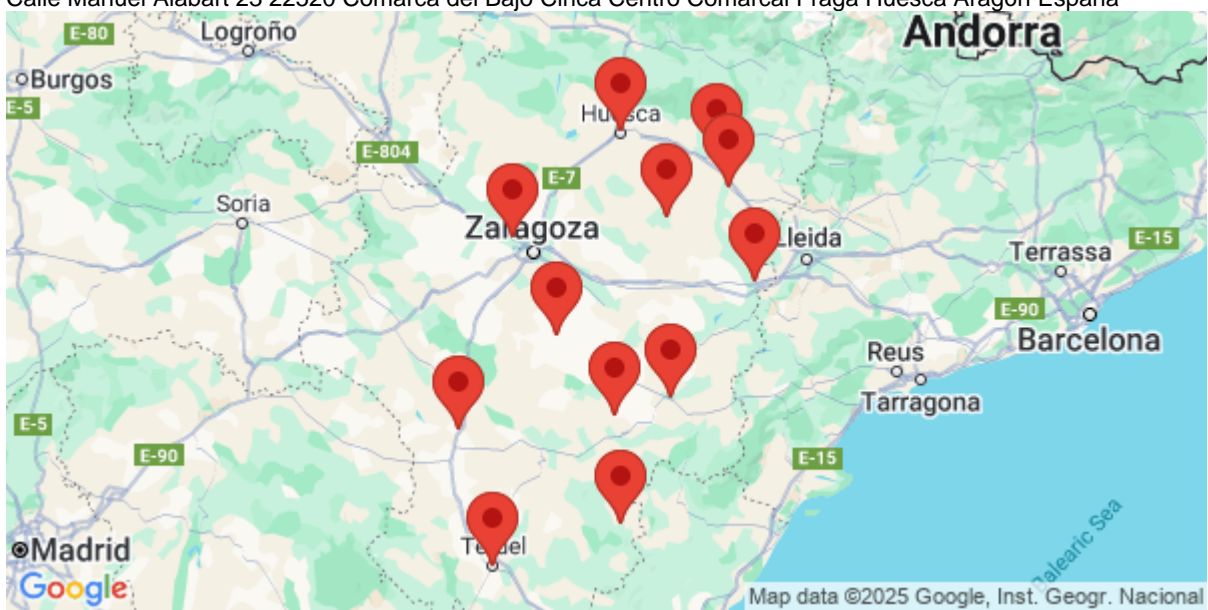 Calle Manuel Alabart 23 22520 Comarca del Bajo Cinca Centro Comarcal Fraga Huesca Aragón España
E-80
Logroño
Andorra
Burgos
E-5
Huesca
E-804
E-7
Soria
Zaragoza
Lleida
Terrassa
E-15
E-90
Barcelona
Reus
Tarragona
E-5
E-90
E-15
Madrid
Teruel
Balearic Sea
Google
Map data ©2025 Google, Inst. Geogr. Nacional